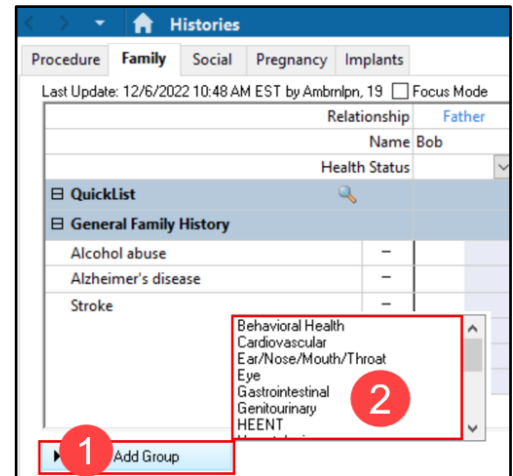 Histories
Procedure Family Social Pregnancy Implants
Last Update: 12/6/2022 10:48 AM EST by Ambrnlpn, 19 Focus Mode
Relationship Father
Name Bob
Health Status
QuickList
General Family History
Alcohol abuse –
Alzheimer's disease –
Stroke –
Behavioral Health
Cardiovascular
Ear/Nose/Mouth/Throat
Eye
Gastrointestinal
Genitourinary
HEENT
2
1 Add Group